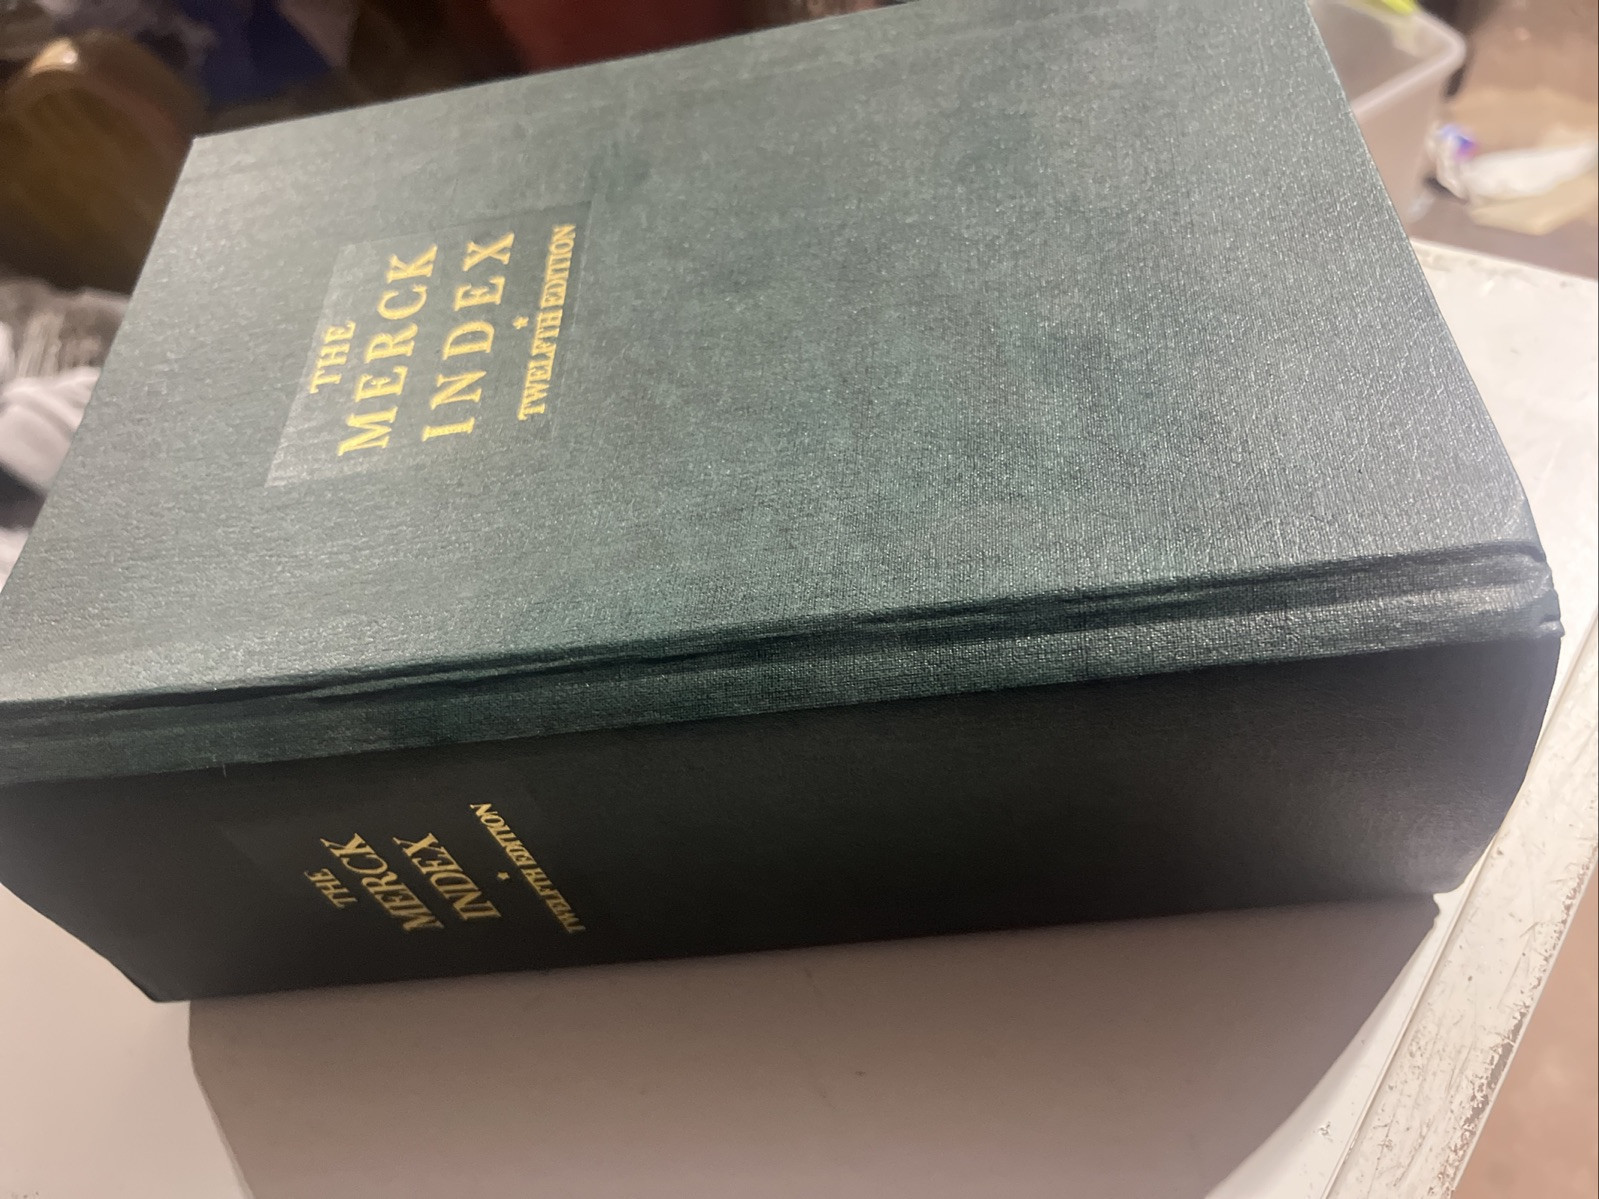 THE
MERCK
INDEX
*
TWELFTH EDITION
THE
MERCK
INDEX
*
TWELFTH EDITION